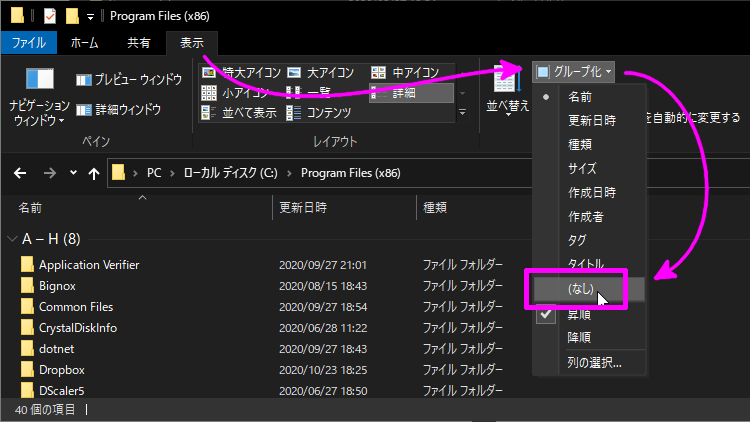 Program Files (x86)
ファイル ホーム 共有 表示
ナビゲーション ウィンドウ
プレビュー ウィンドウ
詳細ウィンドウ
ペイン
特大アイコン 大アイコン 中アイコン
小アイコン 一覧 詳細
並べて表示 コンテンツ
レイアウト
並べ替え
グループ化
を自動的に変更する
名前
更新日時
種類
サイズ
作成日時
作成者
タグ
タイトル
(なし)
昇順
降順
列の選択...
PC ローカル ディスク (C:) Program Files (x86)
名前 更新日時 種類
A – H (8)
Application Verifier 2020/09/27 21:01 ファイル フォルダー
Bignox 2020/08/15 18:43 ファイル フォルダー
Common Files 2020/09/27 18:54 ファイル フォルダー
CrystalDiskInfo 2020/06/28 11:22 ファイル フォルダー
dotnet 2020/09/27 18:43 ファイル フォルダー
Dropbox 2020/10/23 18:25 ファイル フォルダー
DScaler5 2020/06/27 18:50 ファイル フォルダー
40 個の項目